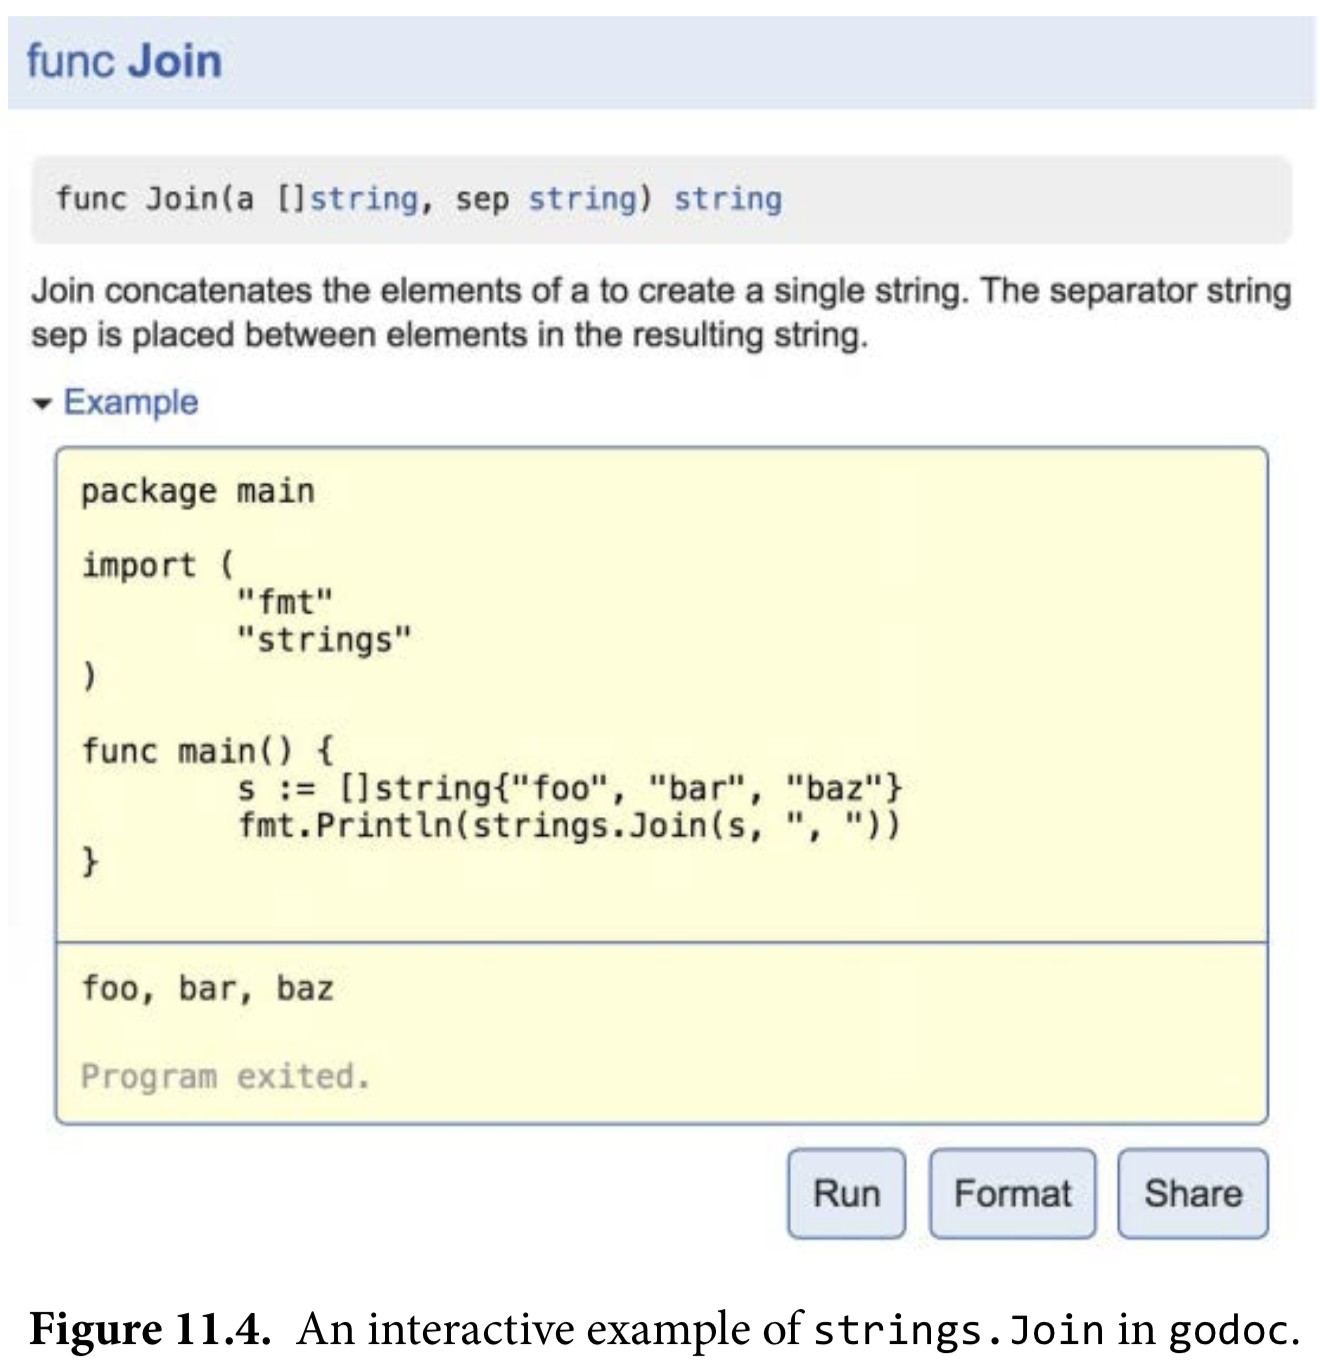 func Join
func Join(a []string, sep string) string
Join concatenates the elements of a to create a single string. The separator string
sep is placed between elements in the resulting string.
Example
package main
import (
"fmt"
"strings"
)
func main() {
s := []string{"foo", "bar", "baz"}
fmt.Println(strings.Join(s, ", "))
}
foo, bar, baz
Program exited.
Run Format Share
Figure 11.4. An interactive example of strings.Join in godoc.